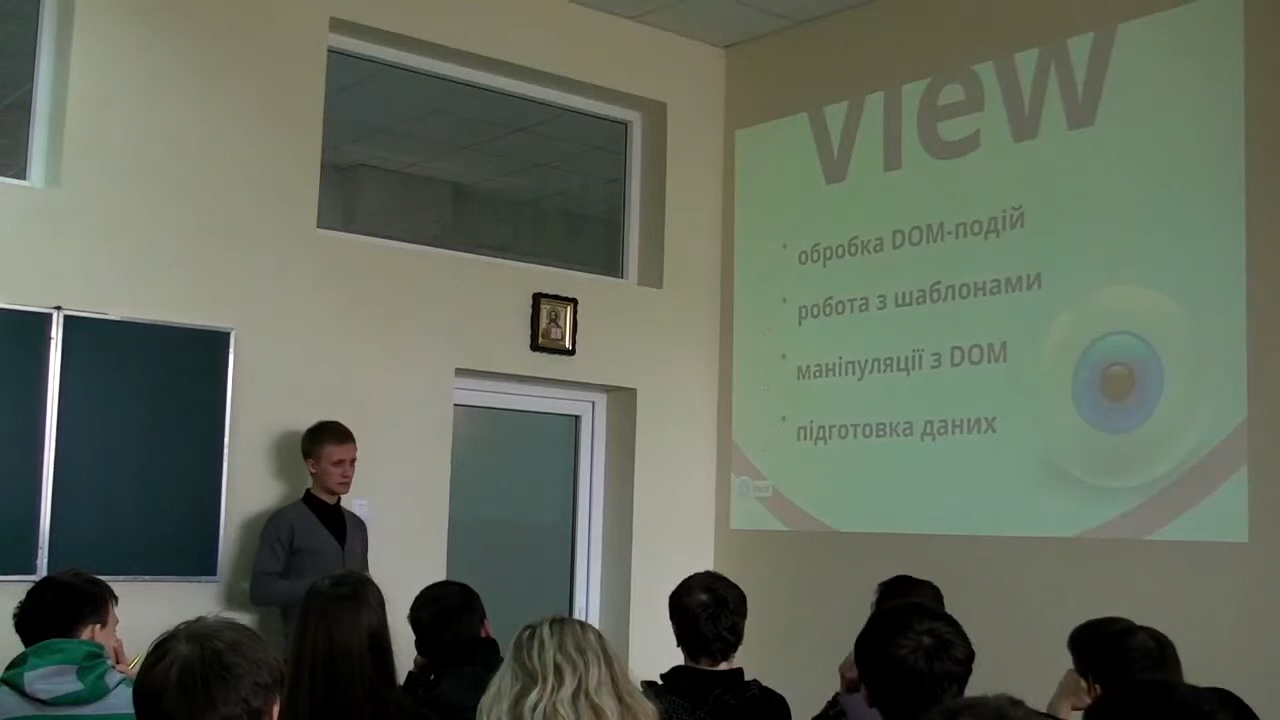 view
обробка DOM-подій
робота з шаблонами
маніпуляції з DOM
підготовка даних